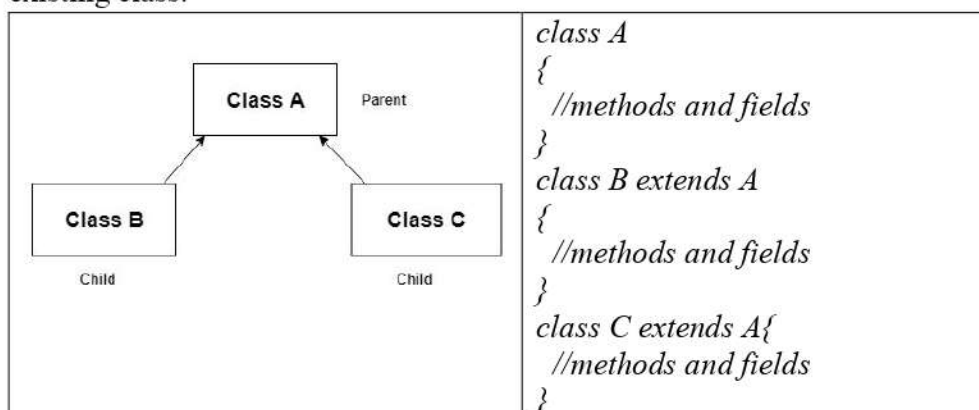 existing class.
Class A
Parent
Class B
Class C
Child
Child
class A
{
//methods and fields
}
class B extends A
{
//methods and fields
}
class C extends A{
//methods and fields
}